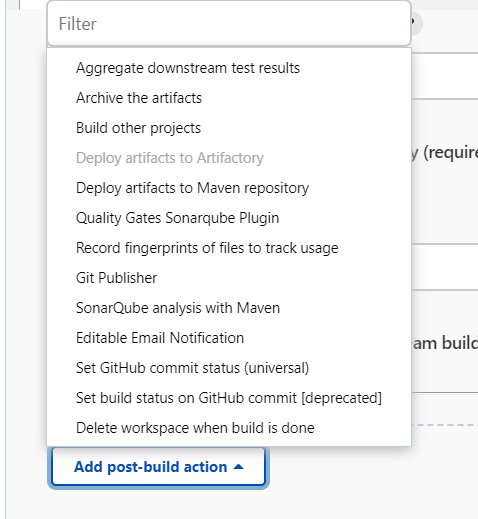 Filter
Aggregate downstream test results
Archive the artifacts
Build other projects
Deploy artifacts to Artifactory
y (require
Deploy artifacts to Maven repository
Quality Gates Sonarqube Plugin
Record fingerprints of files to track usage
Git Publisher
SonarQube analysis with Maven
Editable Email Notification
am build
Set GitHub commit status (universal)
Set build status on GitHub commit [deprecated]
Delete workspace when build is done
Add post-build action